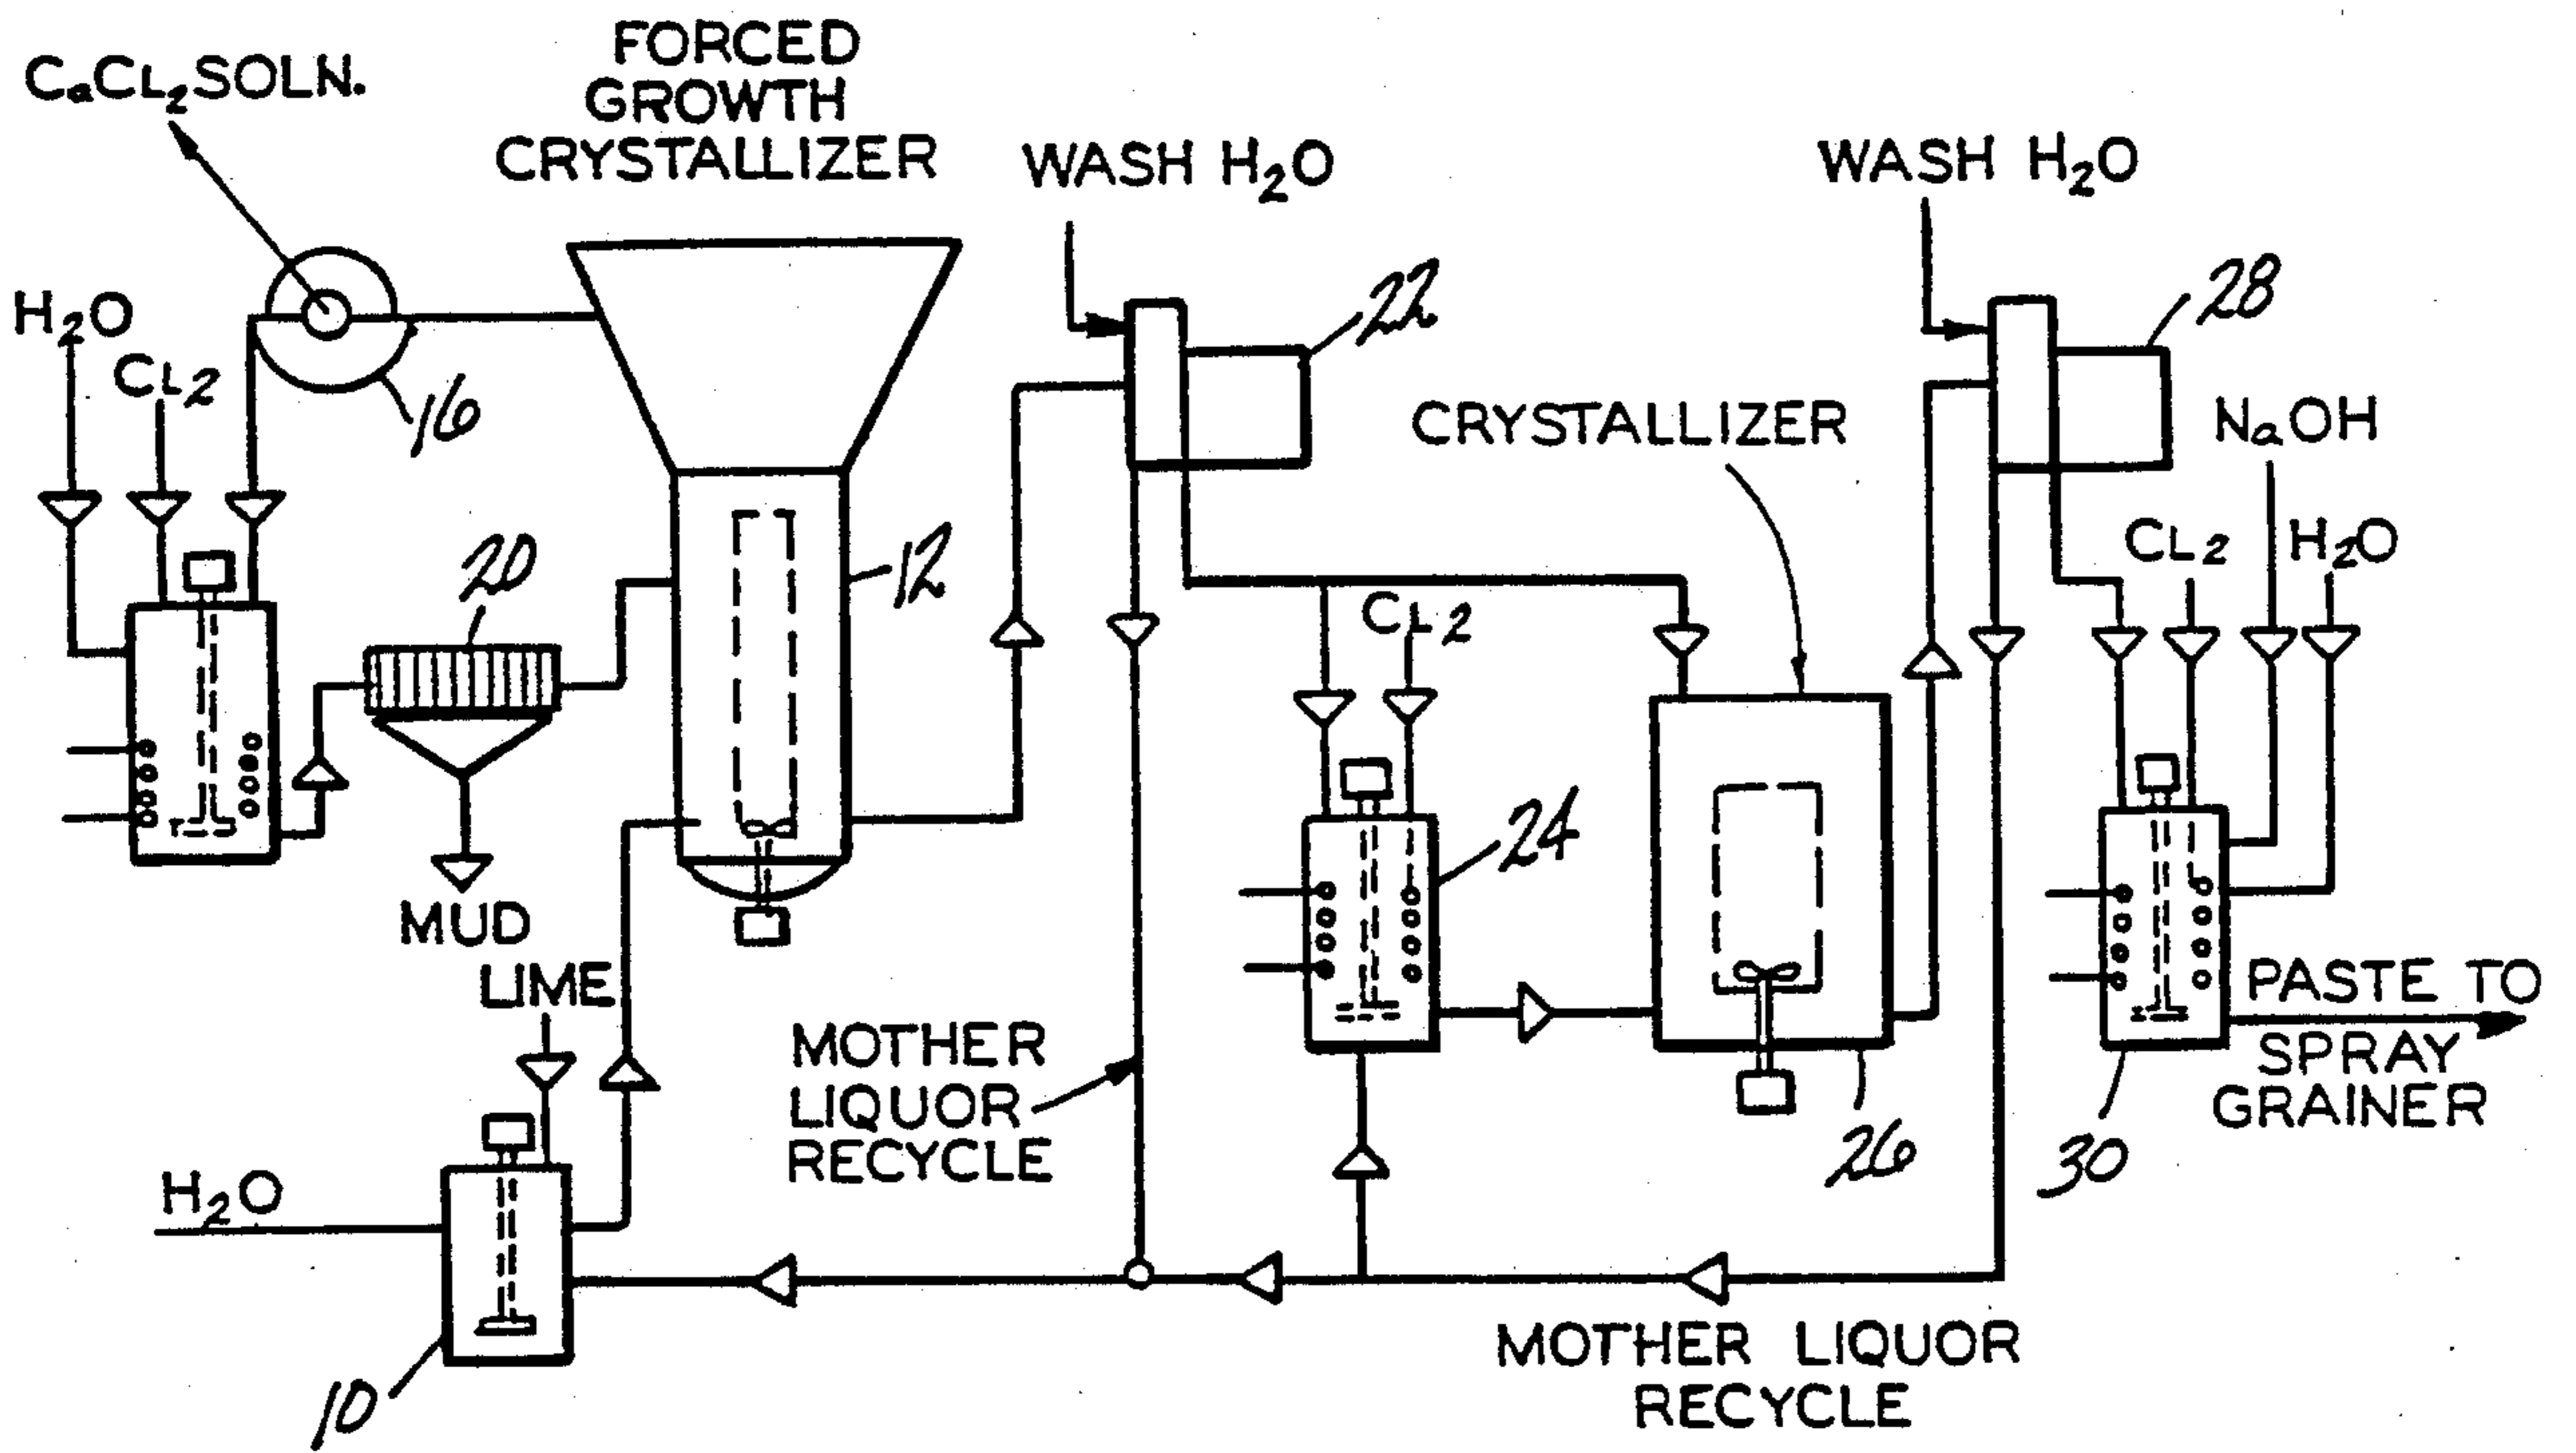 FORCED
GROWTH
CRYSTALLIZER
CaCL2 SOLN.
WASH H2O
WASH H2O
H2O
CL2
16
22
28
CRYSTALLIZER
NaOH
20
12
CL2
H2O
CL2
24
MUD
LIME
MOTHER
LIQUOR
RECYCLE
PASTE TO
SPRAY
GRAINER
26
30
H2O
10
MOTHER LIQUOR
RECYCLE